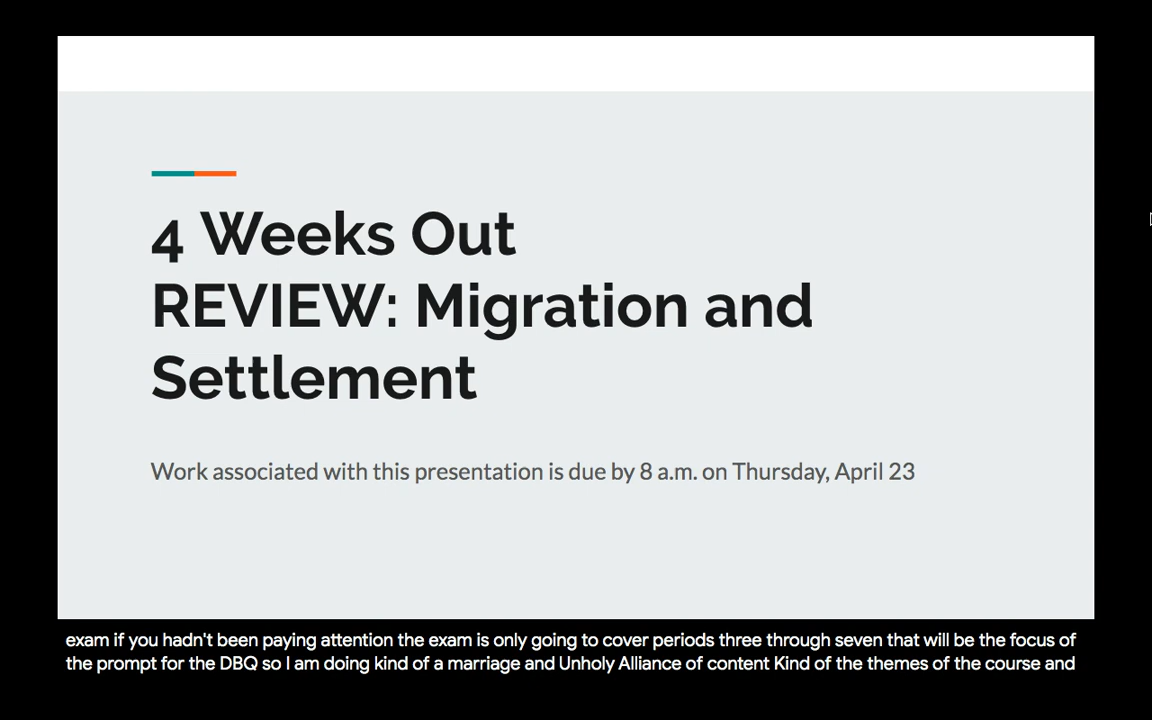 4 Weeks Out
REVIEW: Migration and
Settlement
Work associated with this presentation is due by 8 a.m. on Thursday, April 23
exam if you hadn't been paying attention the exam is only going to cover periods three through seven that will be the focus of
the prompt for the DBQ so I am doing kind of a marriage and Unholy Alliance of content Kind of the themes of the course and